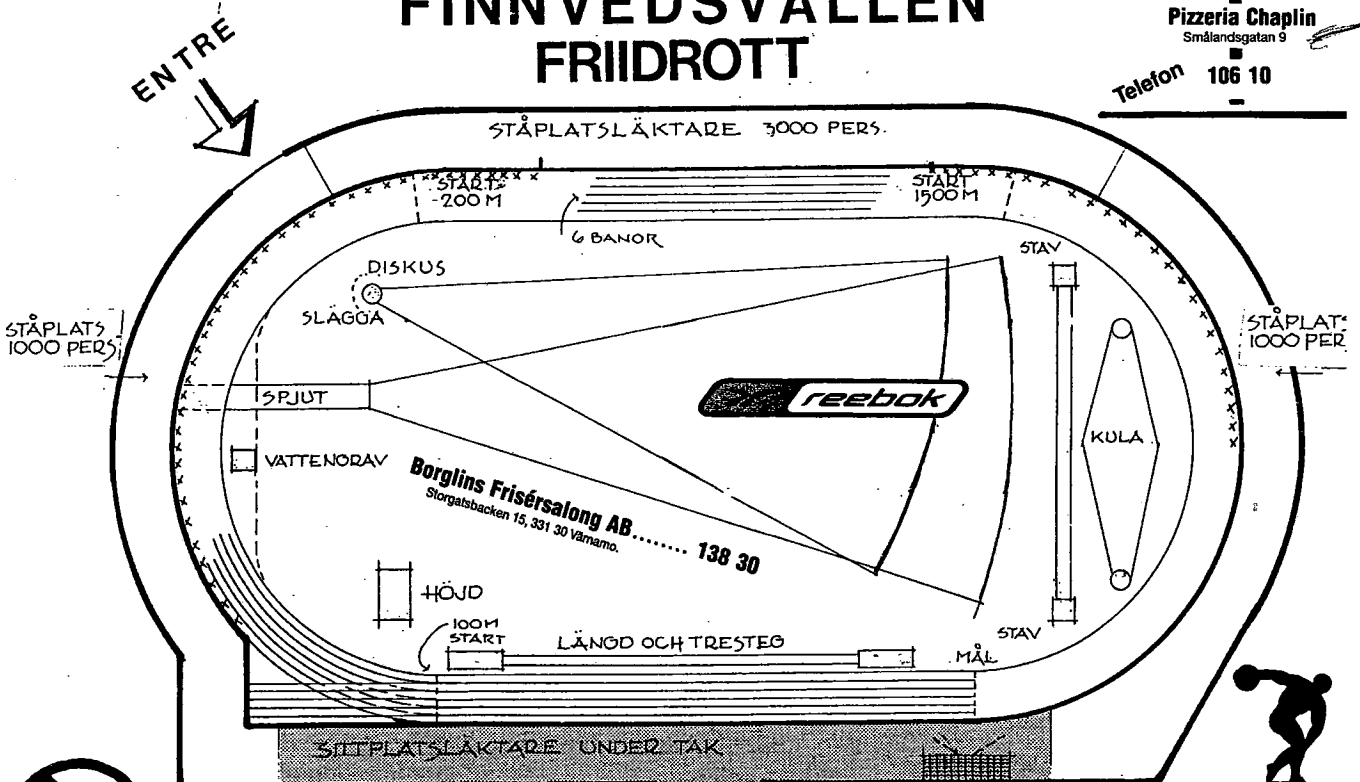 FINNVEDSVALLEN
FRIIDROTT
ENTRE
Pizzeria Chaplin
Smålandsgatan 9
Telefon 106 10
STÅPLATSLÄKTARE 3000 PERS.
START
200 M
START
1500 M
6 BANOR
STAV
DISKUS
SLÄGGA
STÅPLATS
1000 PERS
STÅPLATS
1000 PER
SPJUT
reebok
KULA
VATTENGRAV
Borglins Frisérsalong AB........ 138 30
Storgatsbacken 15, 331 30 Värnamo.
HÖJD
100M
START
LÄNGD OCH TRESTEG
STAV
MÅL
SITTPLATSLÄKTARE UNDER TAK